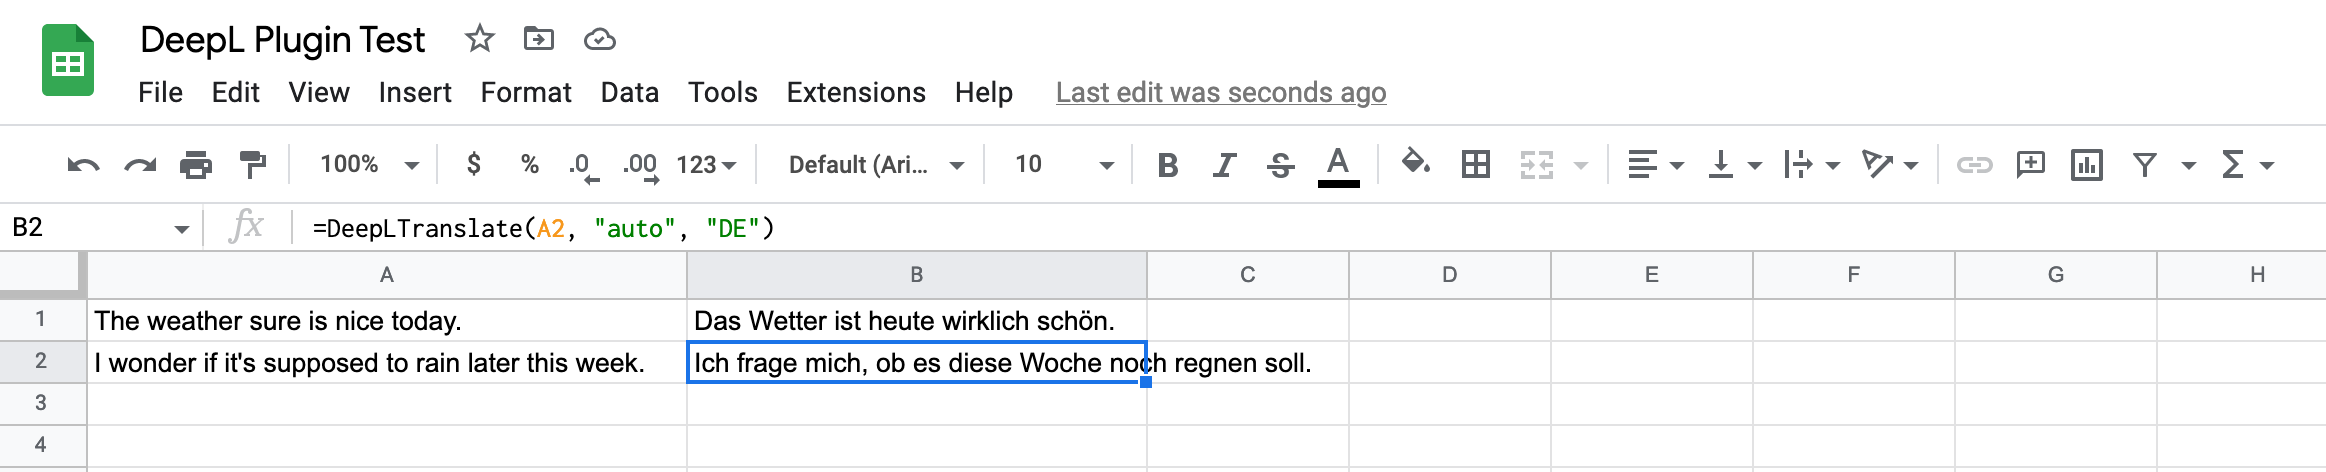 DeepL Plugin Test
File Edit View Insert Format Data Tools Extensions Help Last edit was seconds ago
100% $ % .0 .00 123 Default (Ari... 10 B I S A Σ
B2 fx =DeepLTranslate(A2, "auto", "DE")
A B C D E F G H
1 The weather sure is nice today. Das Wetter ist heute wirklich schön.
2 I wonder if it's supposed to rain later this week. Ich frage mich, ob es diese Woche noch regnen soll.
3
4